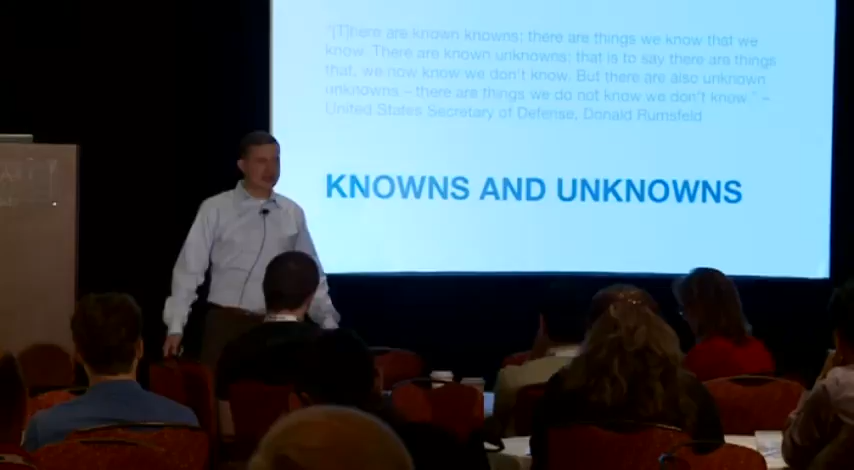 "[T]here are known knowns; there are things we know that we
know. There are known unknowns; that is to say there are things
that, we now know we don't know. But there are also unknown
unknowns – there are things we do not know we don't know." –
United States Secretary of Defense, Donald Rumsfeld
KNOWNS AND UNKNOWNS